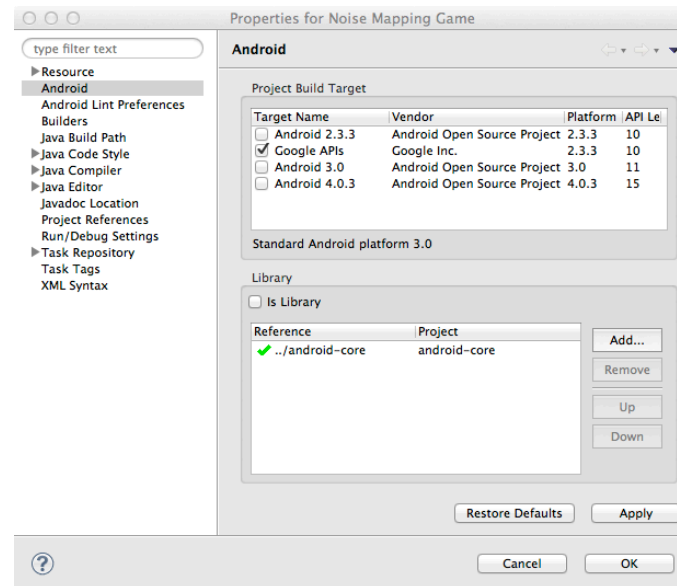 Properties for Noise Mapping Game
type filter text
Resource
Android
Android Lint Preferences
Builders
Java Build Path
Java Code Style
Java Compiler
Java Editor
Javadoc Location
Project References
Run/Debug Settings
Task Repository
Task Tags
XML Syntax
Android
Project Build Target
Target Name Vendor Platform API Le
Android 2.3.3 Android Open Source Project 2.3.3 10
Google APIs Google Inc. 2.3.3 10
Android 3.0 Android Open Source Project 3.0 11
Android 4.0.3 Android Open Source Project 4.0.3 15
Standard Android platform 3.0
Library
Is Library
Reference Project
../android-core android-core
Add...
Remove
Up
Down
Restore Defaults Apply
? Cancel OK